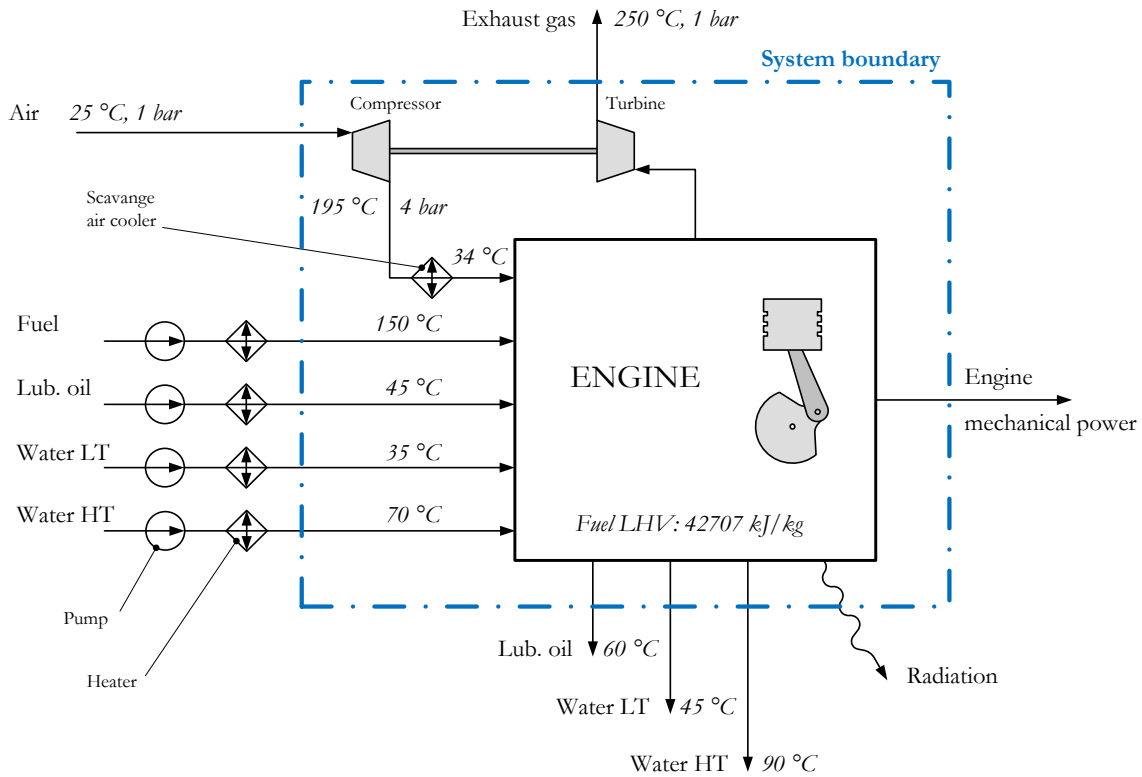 Exhaust gas 250 °C, 1 bar
System boundary
Air 25 °C, 1 bar
Compressor
Turbine
Scavange
air cooler
195 °C 4 bar
34 °C
Fuel 150 °C
Lub. oil 45 °C
ENGINE
Engine
mechanical power
Water LT 35 °C
Water HT 70 °C
Fuel LHV: 42707 kJ/kg
Pump
Heater
Lub. oil 60 °C
Radiation
Water LT 45 °C
Water HT 90 °C